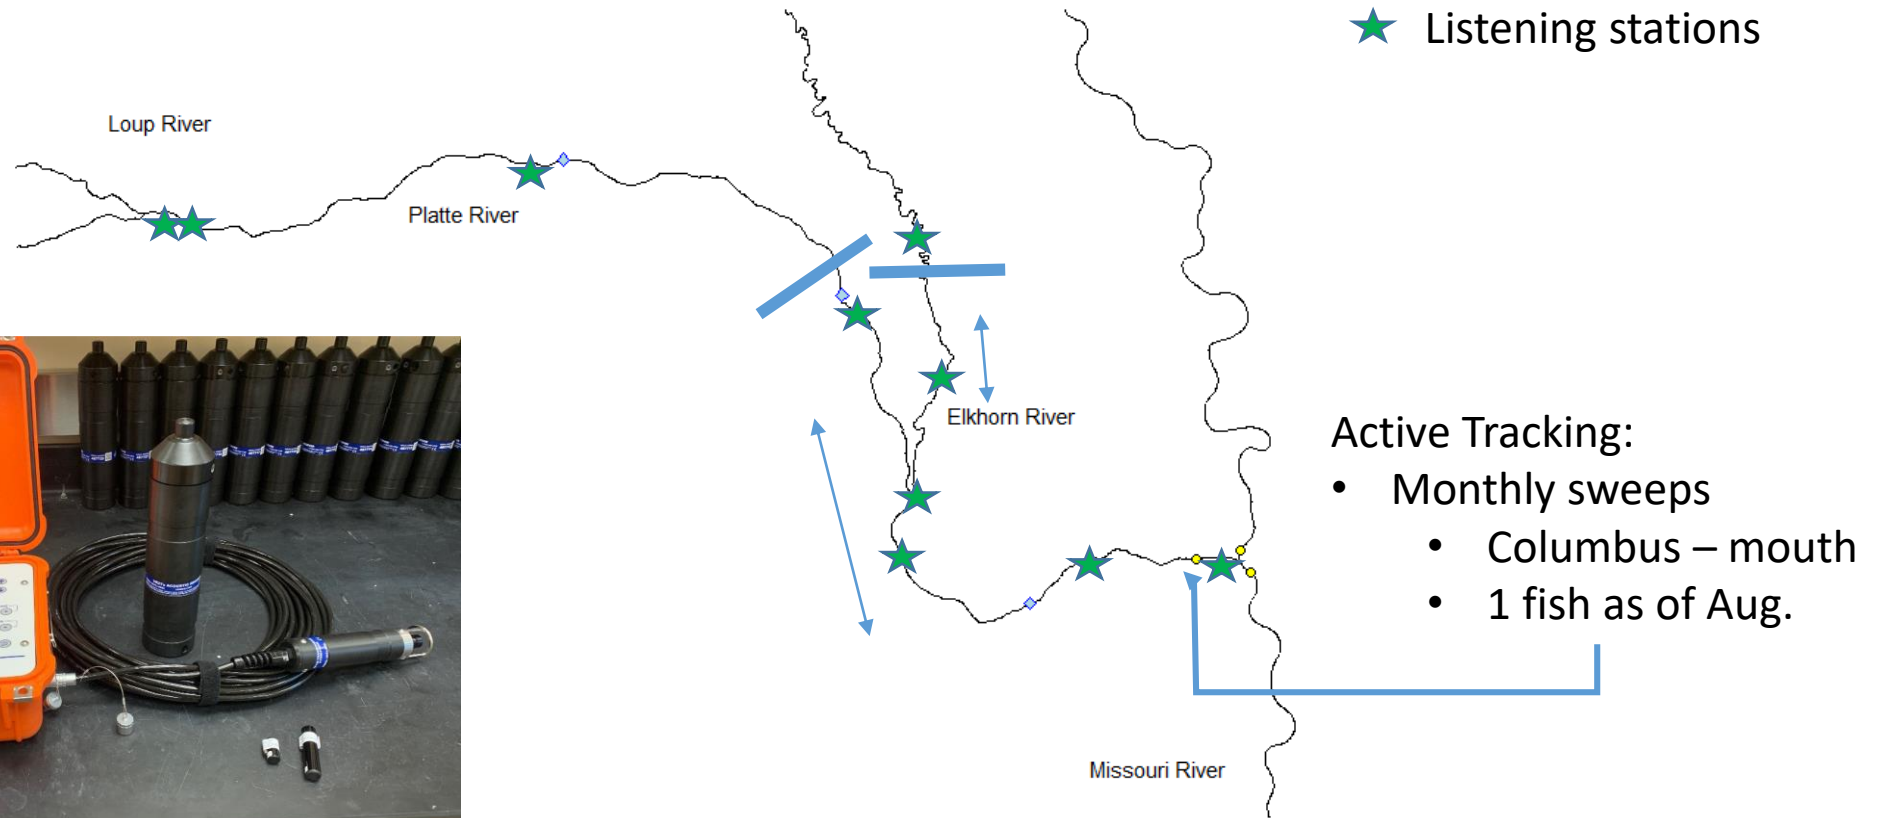 Listening stations
Loup River
Platte River
Elkhorn River
Active Tracking:
• Monthly sweeps
• Columbus – mouth
• 1 fish as of Aug.
Missouri River